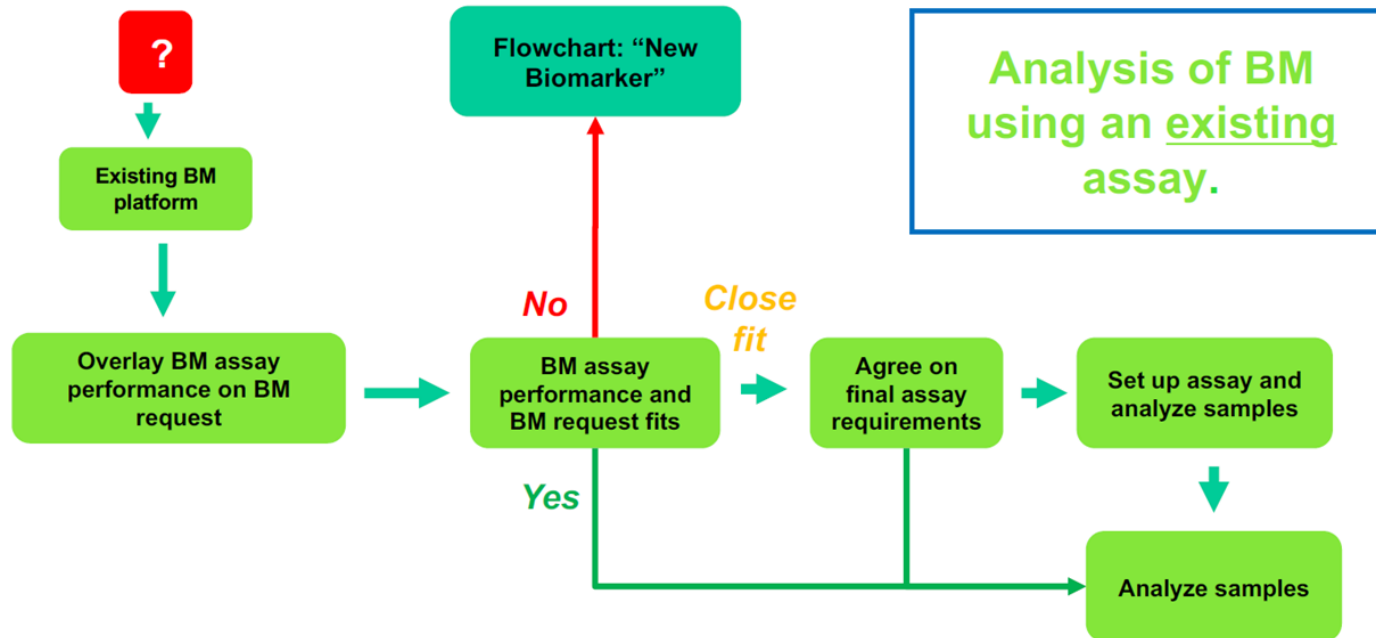 ?
Flowchart: “New
Biomarker”
Analysis of BM
using an existing
assay.
Existing BM
platform
No
Close
fit
Overlay BM assay
performance on BM
request
BM assay
performance and
BM request fits
Agree on
final assay
requirements
Set up assay and
analyze samples
Yes
Analyze samples